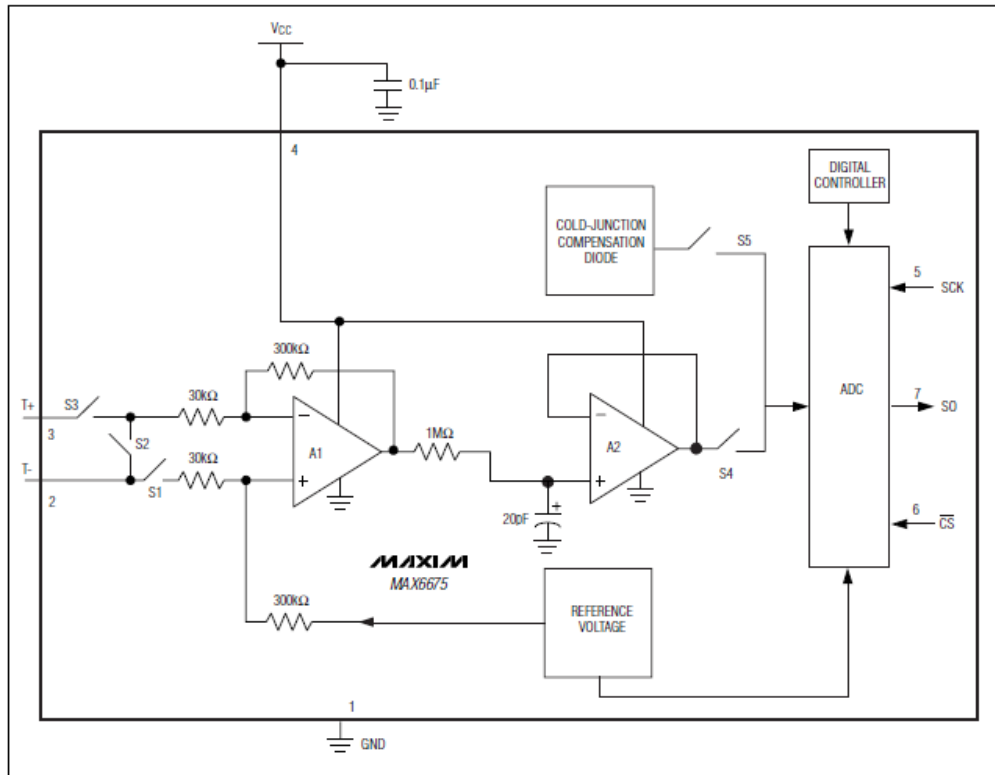 VCC
0.1µF
4
DIGITAL
CONTROLLER
COLD-JUNCTION
COMPENSATION
DIODE
S5
5
SCK
300kΩ
ADC
T+
S3
30kΩ
7
SO
3
S2
1MΩ
A1
A2
30kΩ
S4
T-
S1
2
20pF
6
CS
MAXIM
MAX6675
300kΩ
REFERENCE
VOLTAGE
1
GND